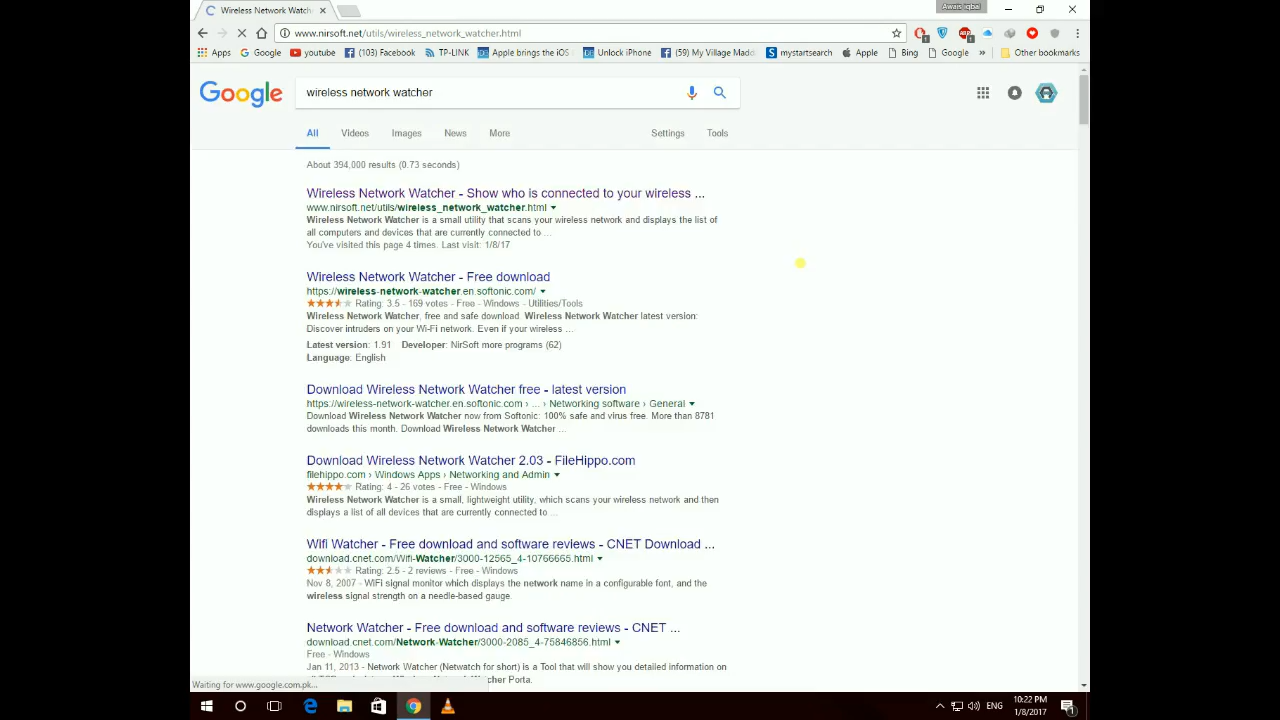 Wireless Network Watch
Awais iqbal
www.nirsoft.net/utils/wireless_network_watcher.html
Apps Google youtube (103) Facebook TP-LINK Apple brings the iO Unlock iPhone (59) My Village Madd mystartsearch Apple Bing Google » Other bookmarks
Google
wireless network watcher
All Videos Images News More Settings Tools
About 394,000 results (0.73 seconds)
Wireless Network Watcher - Show who is connected to your wireless ...
www.nirsoft.net/utils/wireless_network_watcher.html
Wireless Network Watcher is a small utility that scans your wireless network and displays the list of
all computers and devices that are currently connected to ...
You've visited this page 4 times. Last visit: 1/8/17
Wireless Network Watcher - Free download
https://wireless-network-watcher.en.softonic.com/
Rating: 3.5 - 169 votes - Free - Windows - Utilities/Tools
Wireless Network Watcher, free and safe download. Wireless Network Watcher latest version:
Discover intruders on your Wi-Fi network. Even if your wireless ...
Latest version: 1.91 Developer: NirSoft more programs (62)
Language: English
Download Wireless Network Watcher free - latest version
https://wireless-network-watcher.en.softonic.com › ... › Networking software › General
Download Wireless Network Watcher now from Softonic: 100% safe and virus free. More than 8781
downloads this month. Download Wireless Network Watcher ...
Download Wireless Network Watcher 2.03 - FileHippo.com
filehippo.com › Windows Apps › Networking and Admin
Rating: 4 - 26 votes - Free - Windows
Wireless Network Watcher is a small, lightweight utility, which scans your wireless network and then
displays a list of all devices that are currently connected to ...
Wifi Watcher - Free download and software reviews - CNET Download ...
download.cnet.com/Wifi-Watcher/3000-12565_4-10766665.html
Rating: 2.5 - 2 reviews - Free - Windows
Nov 8, 2007 - WiFi signal monitor which displays the network name in a configurable font, and the
wireless signal strength on a needle-based gauge.
Network Watcher - Free download and software reviews - CNET ...
download.cnet.com/Network-Watcher/3000-2085_4-75846856.html
Free - Windows
Jan 11, 2013 - Network Watcher (Netwatch for short) is a Tool that will show you detailed information on
cher Porta.
Waiting for www.google.com.pk...
ENG
10:22 PM
1/8/2017